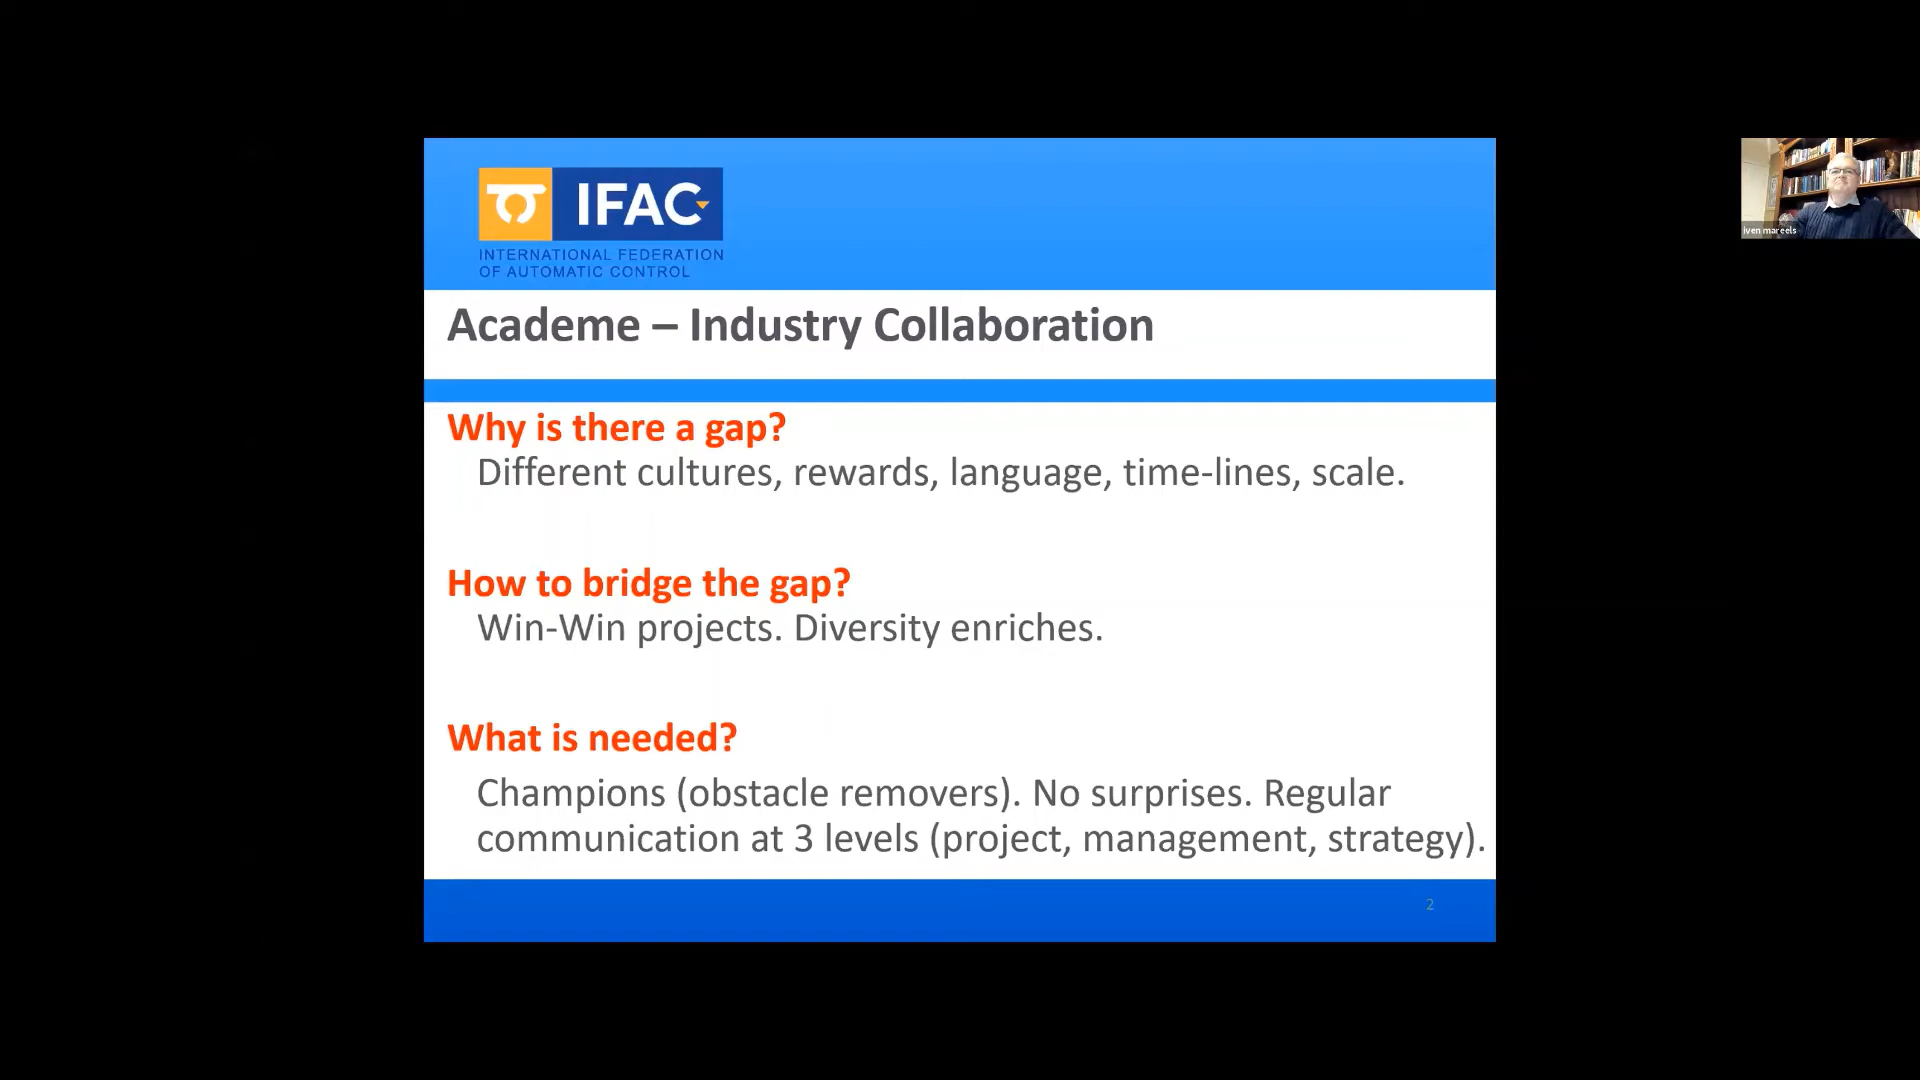 IFAC
INTERNATIONAL FEDERATION
OF AUTOMATIC CONTROL
Academe – Industry Collaboration
Why is there a gap?
Different cultures, rewards, language, time-lines, scale.
How to bridge the gap?
Win-Win projects. Diversity enriches.
What is needed?
Champions (obstacle removers). No surprises. Regular
communication at 3 levels (project, management, strategy).
2
iven mareels